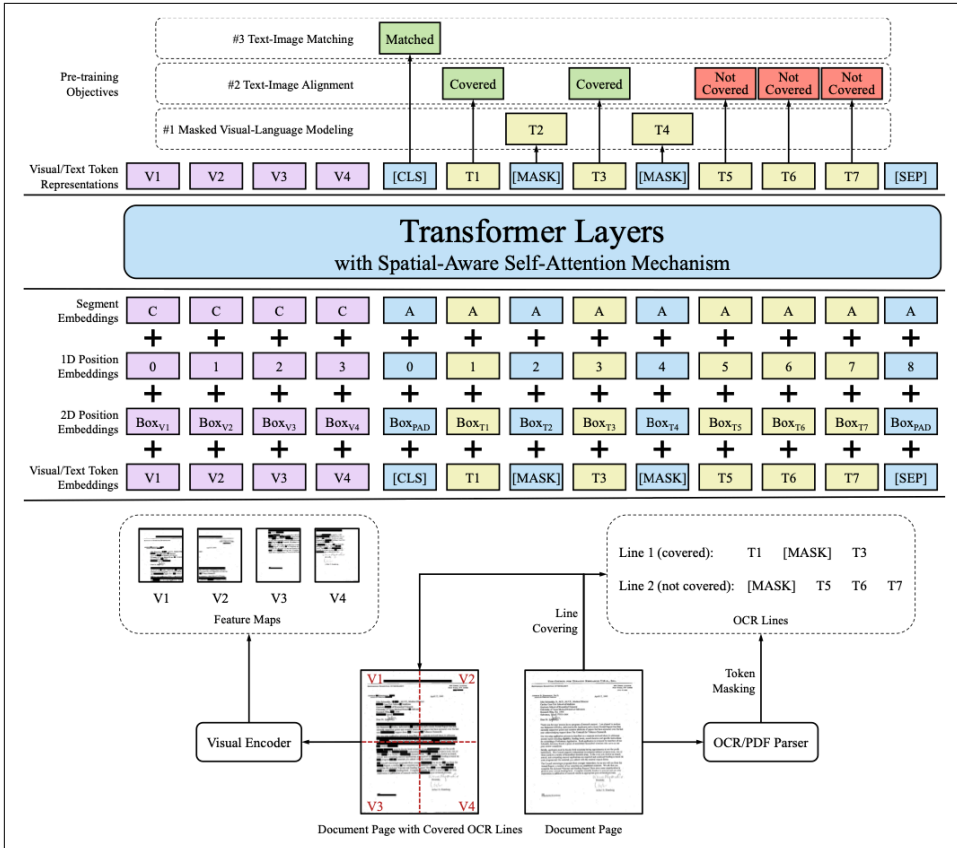 #3 Text-Image Matching Matched
Pre-training
Objectives
#2 Text-Image Alignment Covered Covered Not Covered Not Covered Not Covered
#1 Masked Visual-Language Modeling T2 T4
Visual/Text Token
Representations
V1 V2 V3 V4 [CLS] T1 [MASK] T3 [MASK] T5 T6 T7 [SEP]
Transformer Layers
with Spatial-Aware Self-Attention Mechanism
Segment
Embeddings
C C C C A A A A A A A A A
+ + + + + + + + + + + + +
1D Position
Embeddings
0 1 2 3 0 1 2 3 4 5 6 7 8
+ + + + + + + + + + + + +
2D Position
Embeddings
BoxV1 BoxV2 BoxV3 BoxV4 BoxPAD BoxT1 BoxT2 BoxT3 BoxT4 BoxT5 BoxT6 BoxT7 BoxPAD
+ + + + + + + + + + + + +
Visual/Text Token
Embeddings
V1 V2 V3 V4 [CLS] T1 [MASK] T3 [MASK] T5 T6 T7 [SEP]
V1 V2 V3 V4
Feature Maps
Line 1 (covered): T1 [MASK] T3
Line 2 (not covered): [MASK] T5 T6 T7
OCR Lines
Line
Covering
Token
Masking
V1 V2
Visual Encoder
OCR/PDF Parser
V3 V4
Document Page with Covered OCR Lines
Document Page